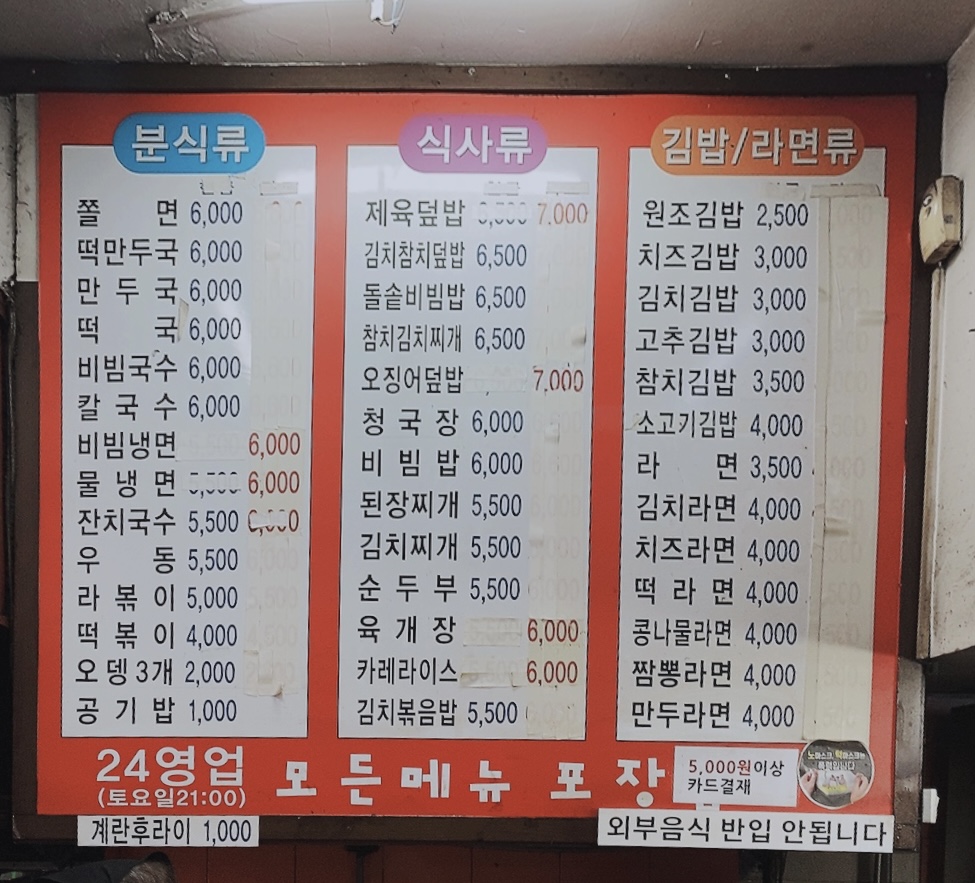 분식류
쫄 면 6,000
떡만두국 6,000
만 두 국 6,000
떡 국 6,000
비빔국수 6,000
칼 국 수 6,000
비빔냉면 6,000
물 냉 면 5,500 6,000
잔치국수 5,500 6,000
우 동 5,500
라 볶 이 5,000
떡 볶 이 4,000
오뎅3개 2,000
공 기 밥 1,000
식사류
제육덮밥 6,500 7,000
김치참치덮밥 6,500
돌솥비빔밥 6,500
참치김치찌개 6,500
오징어덮밥 7,000
청 국 장 6,000
비 빔 밥 6,000
된장찌개 5,500
김치찌개 5,500
순 두 부 5,500
육 개 장 6,000
카레라이스 6,000
김치볶음밥 5,500
김밥/라면류
원조김밥 2,500
치즈김밥 3,000
김치김밥 3,000
고추김밥 3,000
참치김밥 3,500
소고기김밥 4,000
라 면 3,500
김치라면 4,000
치즈라면 4,000
떡 라 면 4,000
콩나물라면 4,000
짬뽕라면 4,000
만두라면 4,000
24영업
(토요일21:00)
모든메뉴 포장
5,000원이상
카드결재
계란후라이 1,000
외부음식 반입 안됩니다